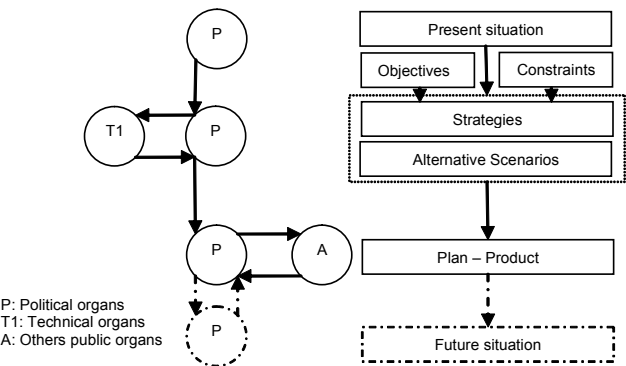 P
Present situation
Objectives
Constraints
T1
P
Strategies
Alternative Scenarios
P
A
Plan – Product
P: Political organs
T1: Technical organs
A: Others public organs
P
Future situation